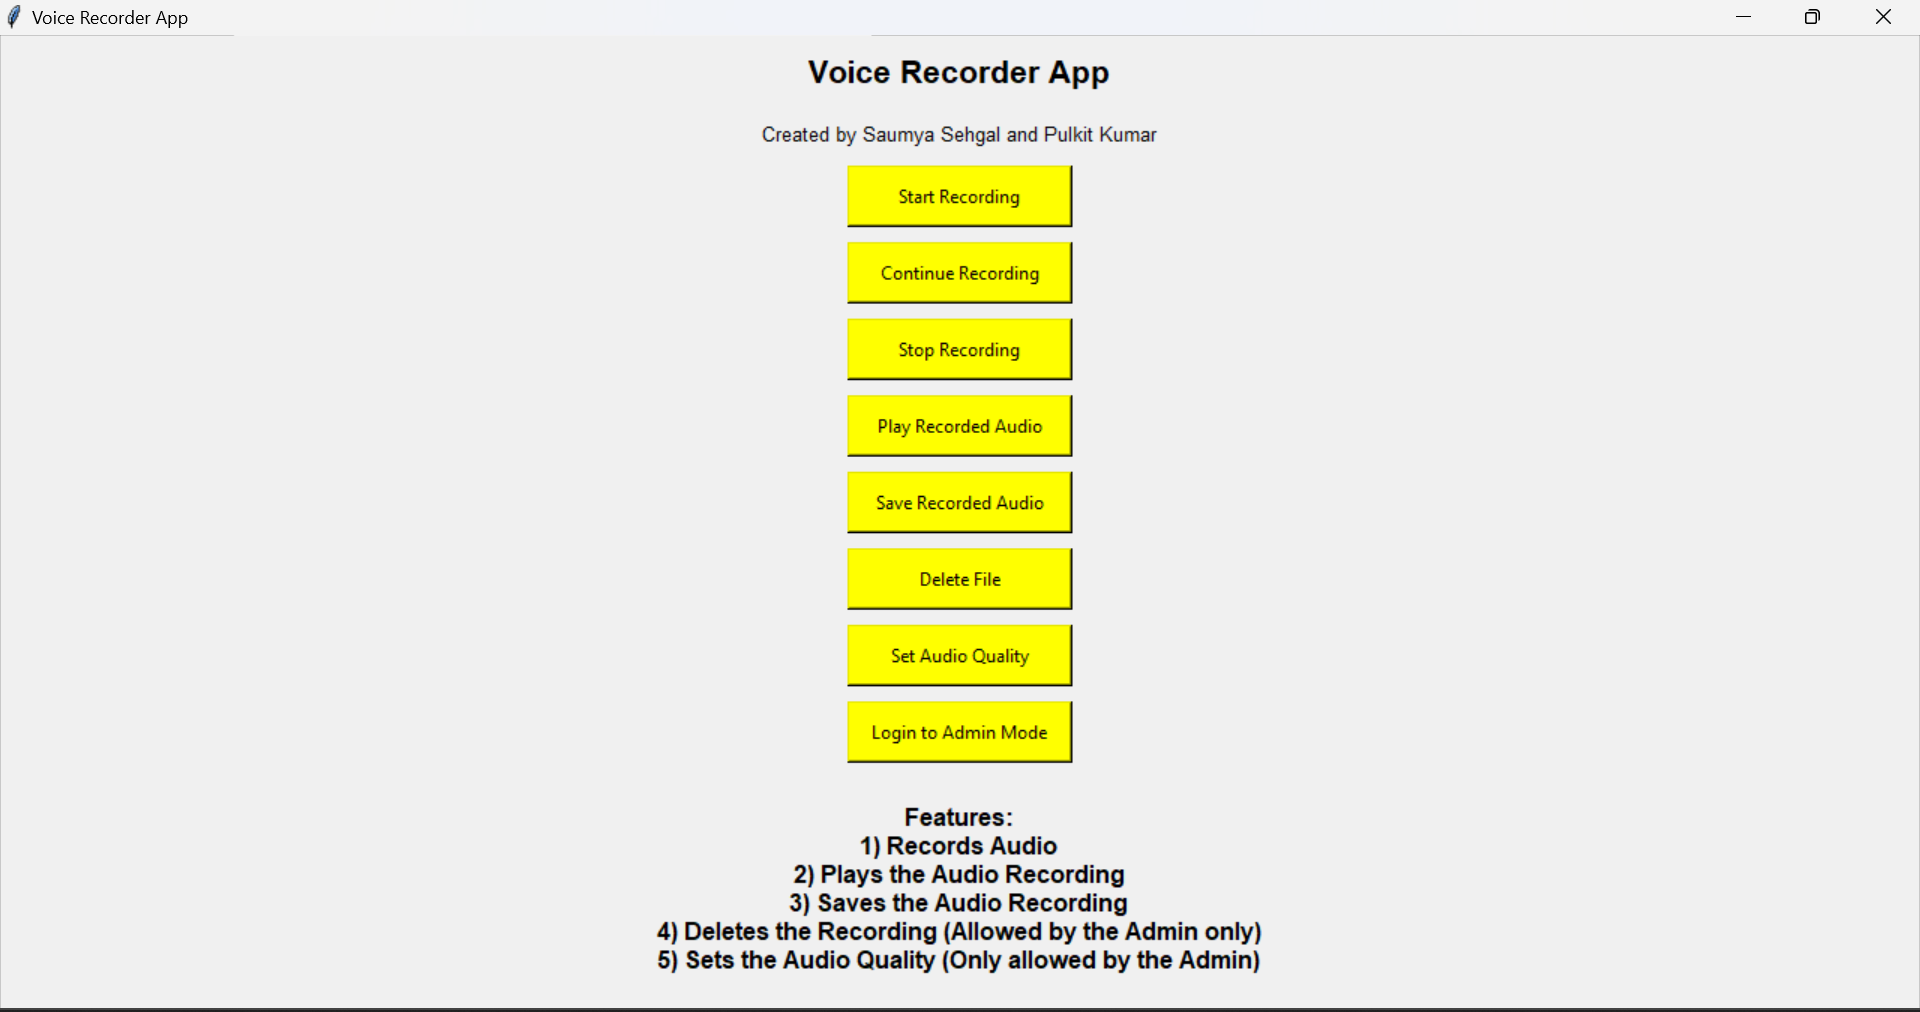 Voice Recorder App
Voice Recorder App
Created by Saumya Sehgal and Pulkit Kumar
Start Recording
Continue Recording
Stop Recording
Play Recorded Audio
Save Recorded Audio
Delete File
Set Audio Quality
Login to Admin Mode
Features:
1) Records Audio
2) Plays the Audio Recording
3) Saves the Audio Recording
4) Deletes the Recording (Allowed by the Admin only)
5) Sets the Audio Quality (Only allowed by the Admin)